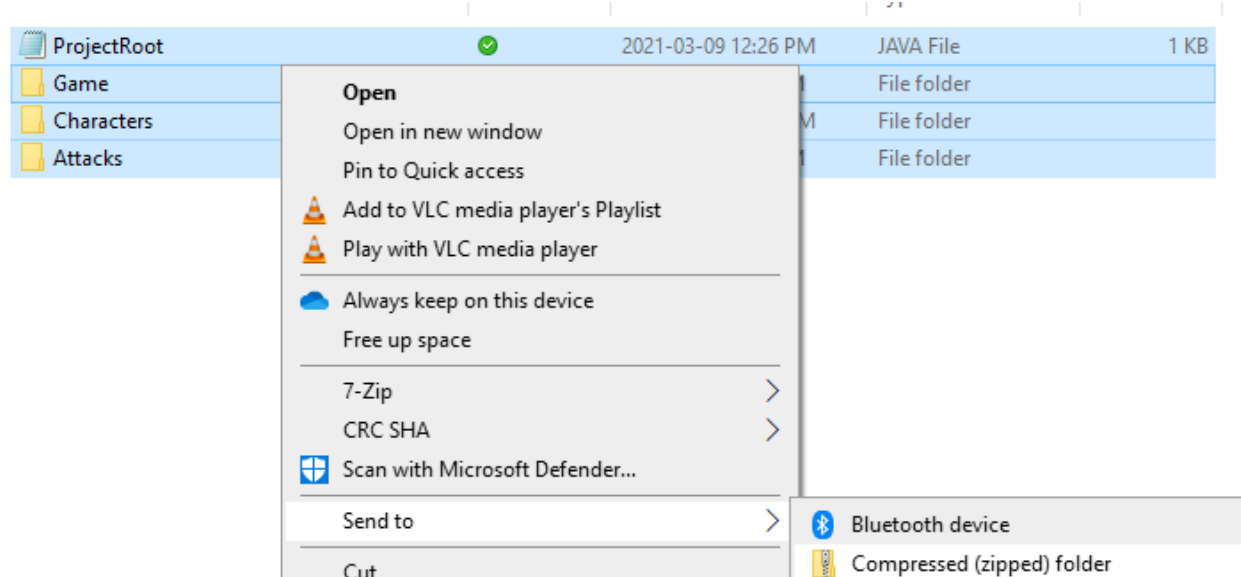 ProjectRoot 2021-03-09 12:26 PM JAVA File 1 KB
Game File folder
Characters M File folder
Attacks File folder
Open
Open in new window
Pin to Quick access
Add to VLC media player's Playlist
Play with VLC media player
Always keep on this device
Free up space
7-Zip
CRC SHA
Scan with Microsoft Defender...
Send to
Bluetooth device
Compressed (zipped) folder
Cut